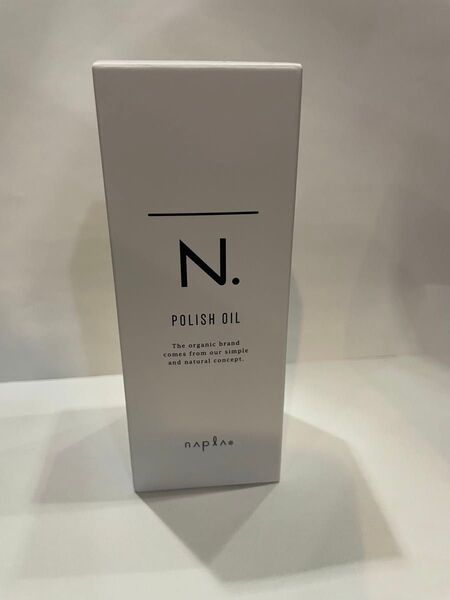 N.
POLISH OIL
The organic brand
comes from our simple
and natural concept.
napla®